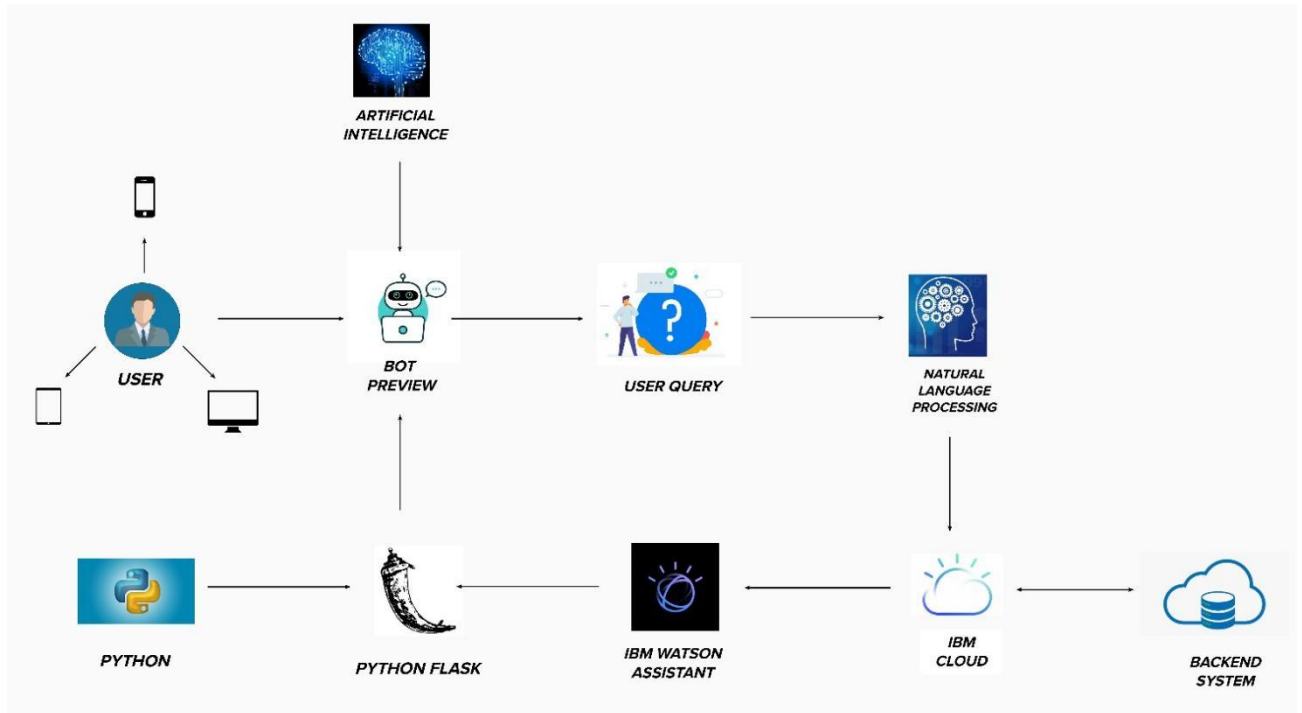 ARTIFICIAL
INTELLIGENCE
USER
BOT
PREVIEW
USER QUERY
NATURAL
LANGUAGE
PROCESSING
PYTHON
PYTHON FLASK
IBM WATSON
ASSISTANT
IBM
CLOUD
BACKEND
SYSTEM